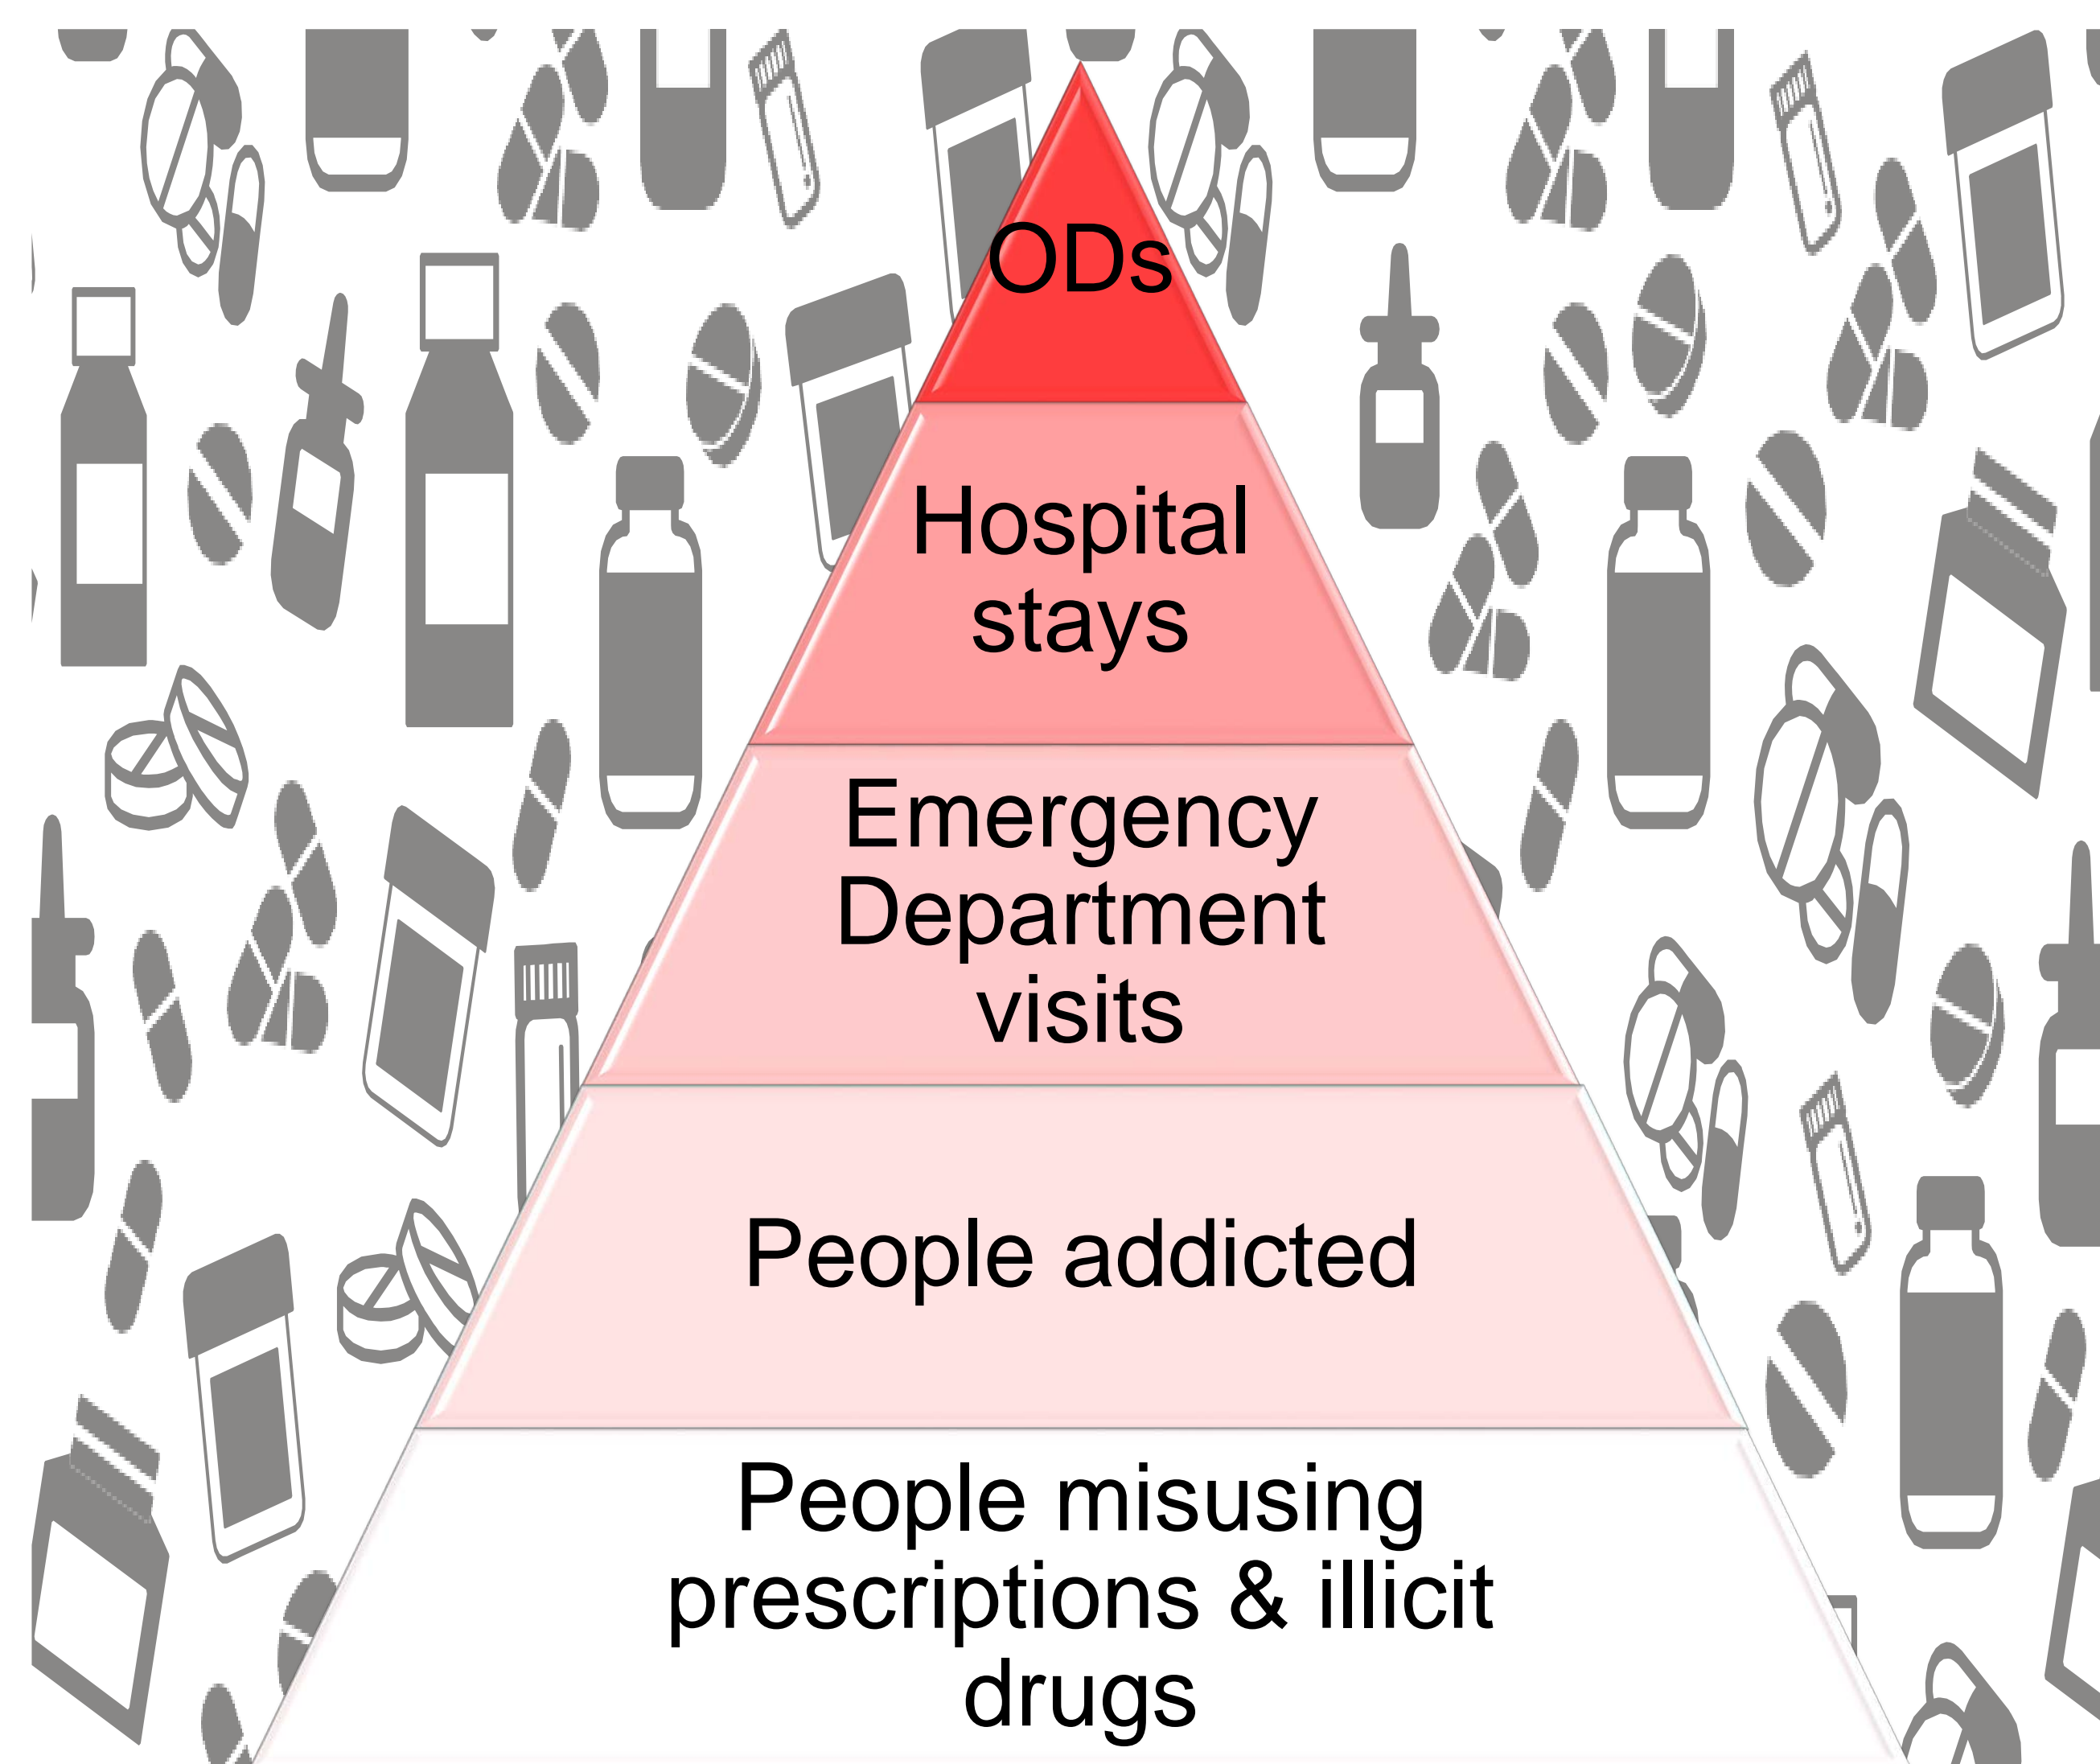 ODs
Hospital
stays
Emergency
Department
visits
People addicted
People misusing
prescriptions & illicit
drugs